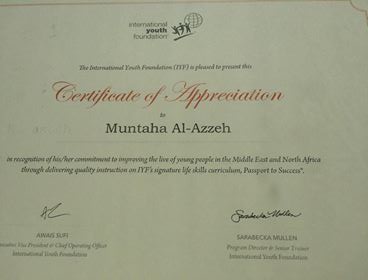 international
youth
foundation
The International Youth Foundation (IYF) is pleased to present this
Certificate of Appreciation
to
Muntaha Al-Azzeh
in recognition of his/her commitment to improving the live of young people in the Middle East and North Africa
through delivering quality instruction on IYF's signature life skills curriculum, Passport to Success".
AWAIS SUFI
Executive Vice President & Chief Operating Officer
International Youth Foundation
Sarabecka Mullen
SARABECKA MULLEN
Program Director & Senior Trainer
International Youth Foundation